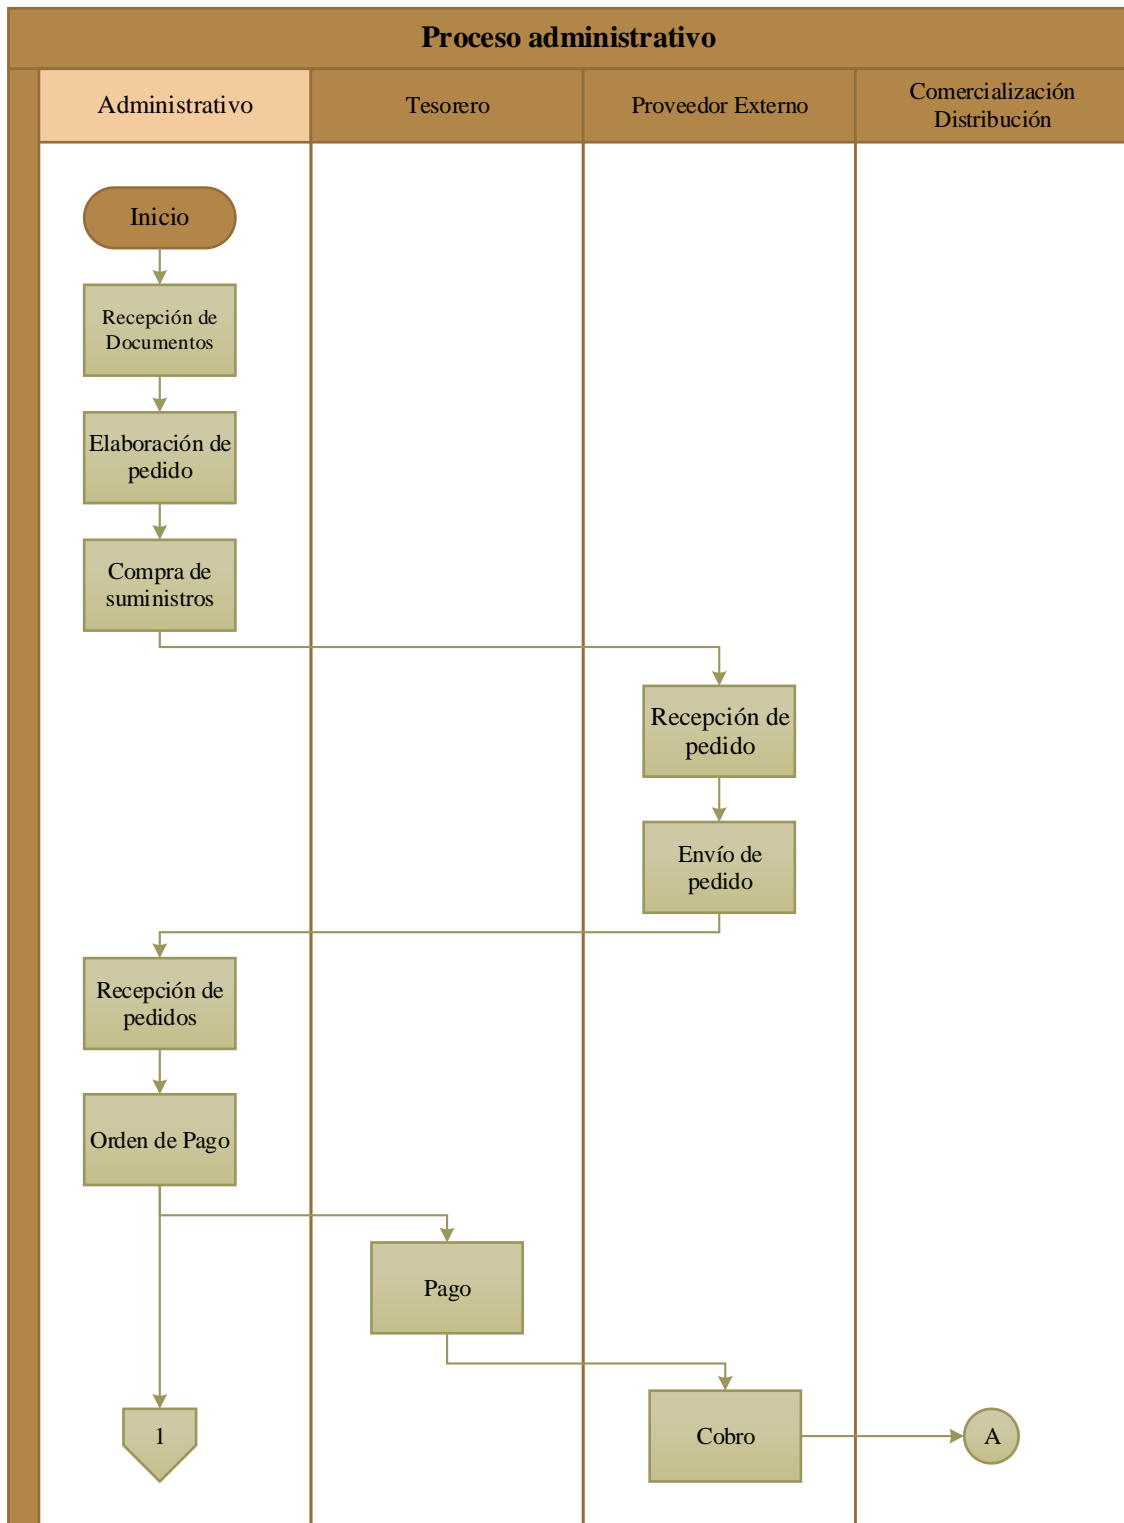 Proceso administrativo
Administrativo
Tesorero
Proveedor Externo
Comercialización
Distribución
Inicio
Recepción de
Documentos
Elaboración de
pedido
Compra de
suministros
Recepción de
pedido
Envío de
pedido
Recepción de
pedidos
Orden de Pago
Pago
1
Cobro
A